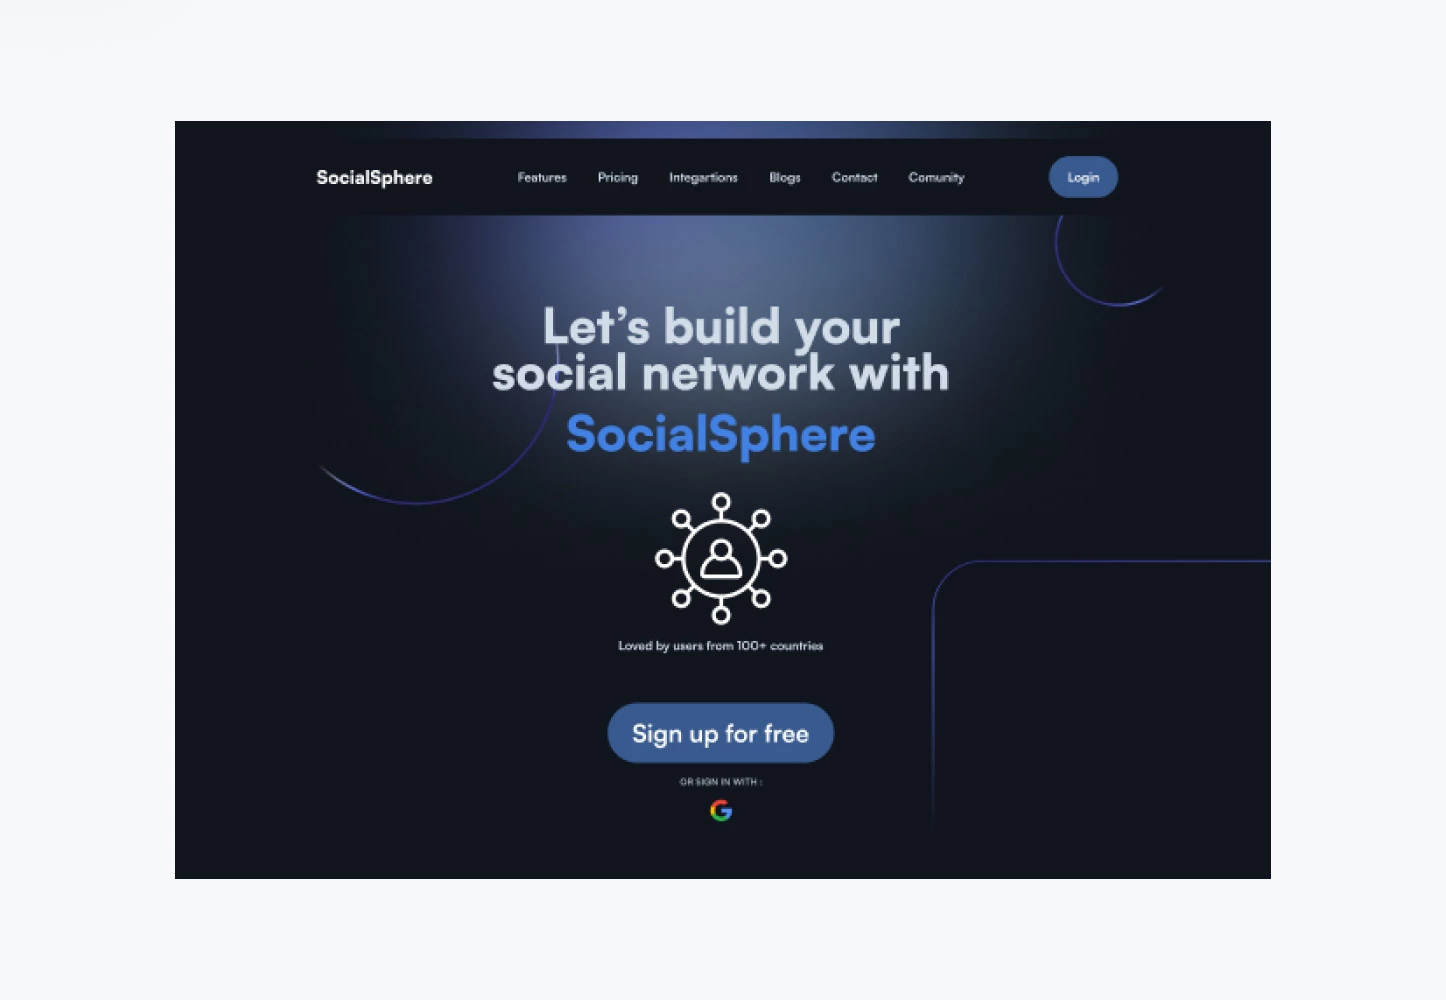 SocialSphere Features Pricing Integartions Blogs Contact Comunity Login
Let’s build your
social network with
SocialSphere
Loved by users from 100+ countries
Sign up for free
OR SIGN IN WITH :